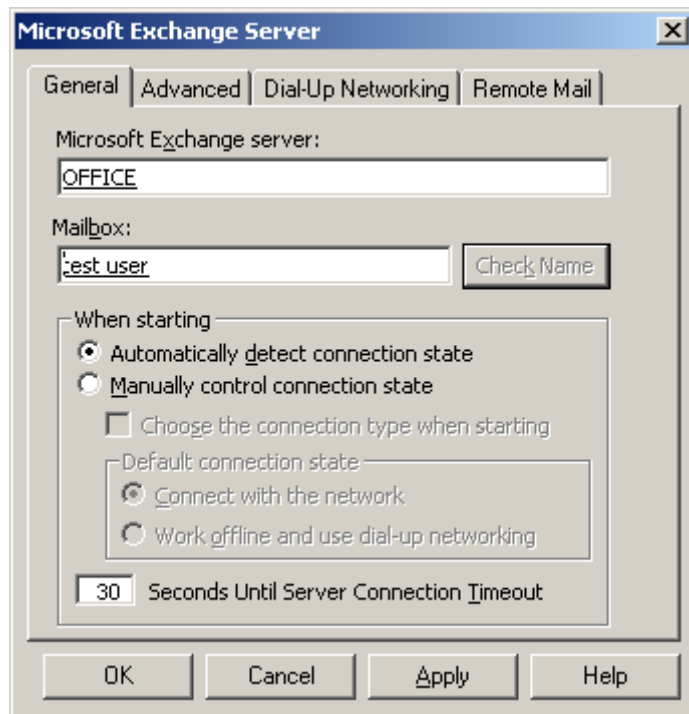 Microsoft Exchange Server
General Advanced Dial-Up Networking Remote Mail
Microsoft Exchange server:
OFFICE
Mailbox:
test user Check Name
When starting
Automatically detect connection state
Manually control connection state
Choose the connection type when starting
Default connection state
Connect with the network
Work offline and use dial-up networking
30 Seconds Until Server Connection Timeout
OK Cancel Apply Help